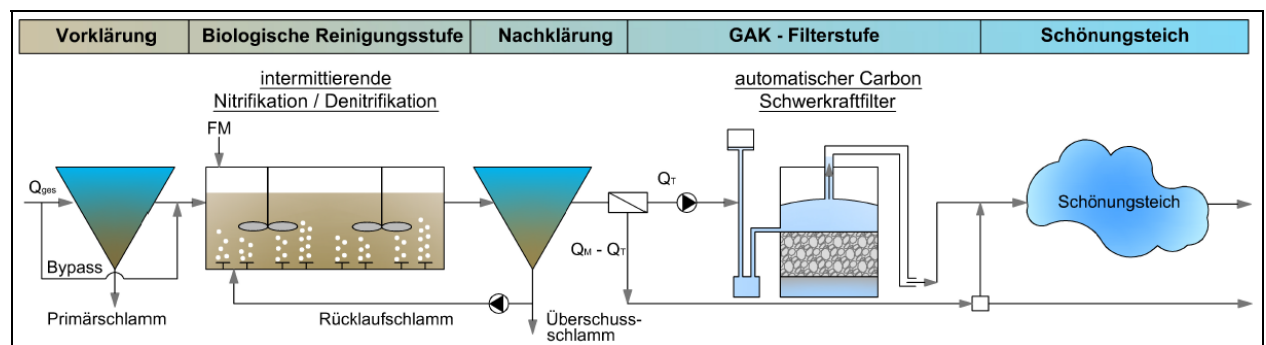 Vorklärung
Biologische Reinigungsstufe
Nachklärung
GAK - Filterstufe
Schönungsteich
intermittierende
Nitrifikation / Denitrifikation
automatischer Carbon
Schwerkraftfilter
FM
Qges
QT
Schönungsteich
QM - QT
Bypass
Primärschlamm
Rücklaufschlamm
Überschuss-
schlamm